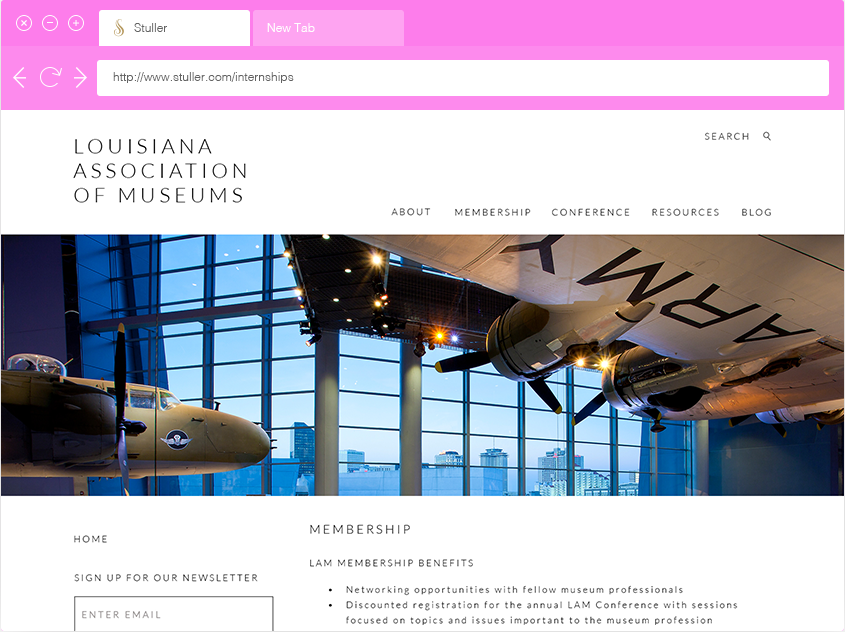 Stuller
New Tab
http://www.stuller.com/internships
LOUISIANA
ASSOCIATION
OF MUSEUMS
SEARCH
ABOUT MEMBERSHIP CONFERENCE RESOURCES BLOG
ARMY
HOME
SIGN UP FOR OUR NEWSLETTER
ENTER EMAIL
MEMBERSHIP
LAM MEMBERSHIP BENEFITS
• Networking opportunities with fellow museum professionals
• Discounted registration for the annual LAM Conference with sessions
focused on topics and issues important to the museum profession